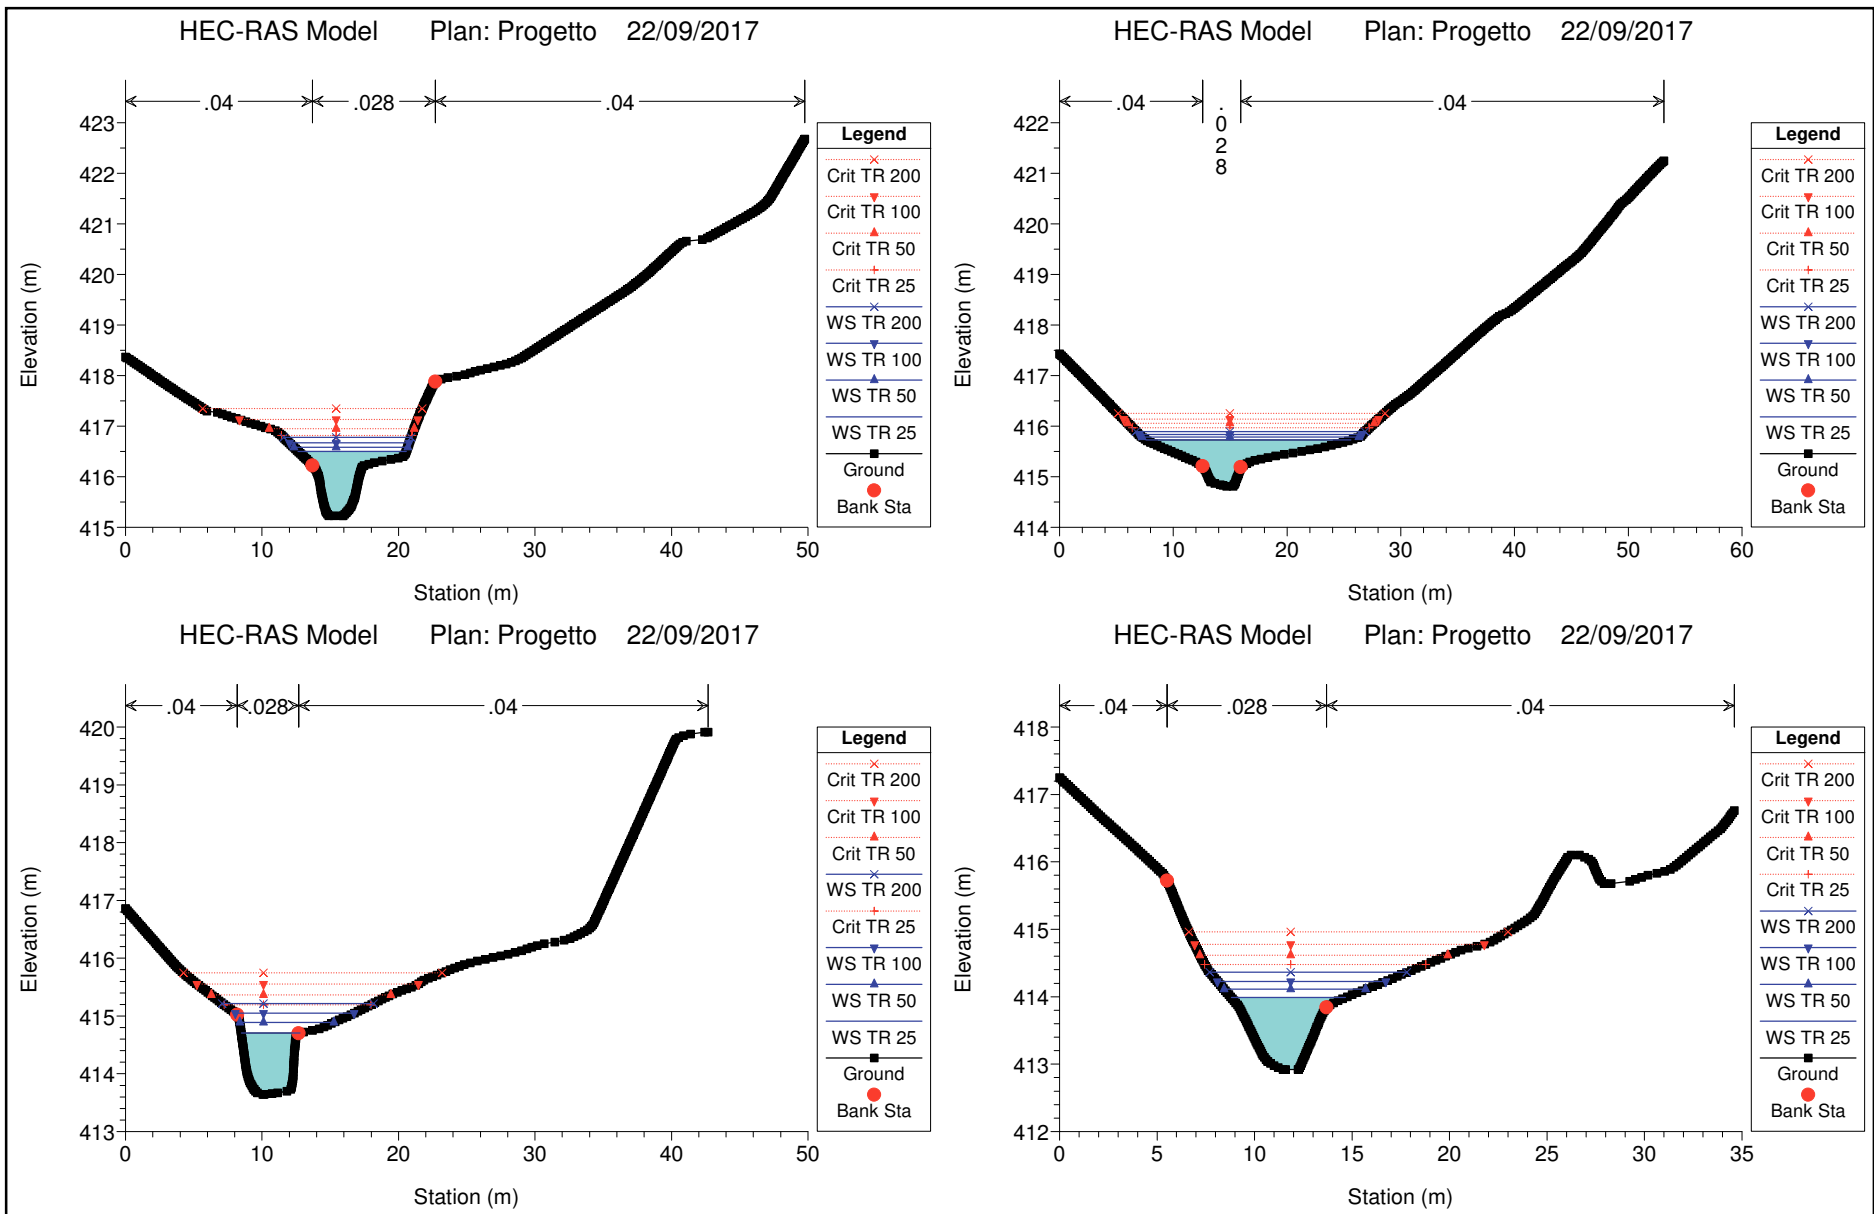 HEC-RAS Model Plan: Progetto 22/09/2017
.04 .028 .04
423
422
421
420
419
418
417
416
415
0 10 20 30 40 50
Elevation (m)
Station (m)
Legend
Crit TR 200
Crit TR 100
Crit TR 50
Crit TR 25
WS TR 200
WS TR 100
WS TR 50
WS TR 25
Ground
Bank Sta
HEC-RAS Model Plan: Progetto 22/09/2017
.04 .028 .04
422
421
420
419
418
417
416
415
414
0 10 20 30 40 50 60
Elevation (m)
Station (m)
Legend
Crit TR 200
Crit TR 100
Crit TR 50
Crit TR 25
WS TR 200
WS TR 100
WS TR 50
WS TR 25
Ground
Bank Sta
HEC-RAS Model Plan: Progetto 22/09/2017
.04 .028 .04
420
419
418
417
416
415
414
413
0 10 20 30 40 50
Elevation (m)
Station (m)
Legend
Crit TR 200
Crit TR 100
Crit TR 50
WS TR 200
Crit TR 25
WS TR 100
WS TR 50
WS TR 25
Ground
Bank Sta
HEC-RAS Model Plan: Progetto 22/09/2017
.04 .028 .04
418
417
416
415
414
413
412
0 5 10 15 20 25 30 35
Elevation (m)
Station (m)
Legend
Crit TR 200
Crit TR 100
Crit TR 50
Crit TR 25
WS TR 200
WS TR 100
WS TR 50
WS TR 25
Ground
Bank Sta